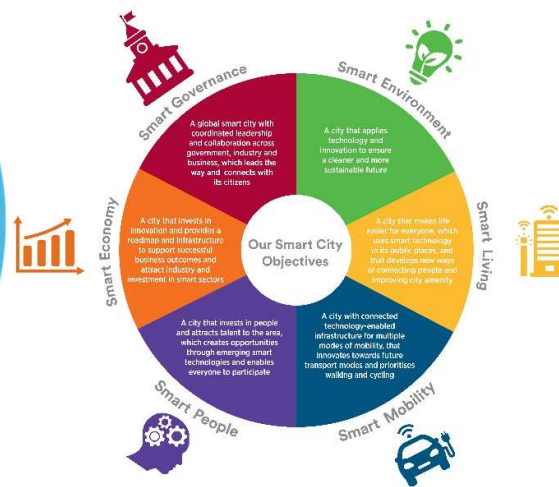 Smart Governance
A global smart city with
coordinated leadership
and collaboration across
government, industry and
business, which leads the
way and connects with
its citizens
Smart Environment
A city that applies
technology and
innovation to ensure
a cleaner and more
sustainable future
Smart Economy
A city that invests in
innovation and provides a
roadmap and infrastructure
to support successful
business outcomes and
attract industry and
investment in smart sectors
Our Smart City
Objectives
Smart Living
A city that makes life
easier for everyone, which
uses smart technology
in its public places, and
that develop new ways
of connecting people and
improving city amenity
Smart People
A city that invests in people
and attracts talent to the area,
which creates opportunities
through emerging smart
technologies and enables
everyone to participate
Smart Mobility
A city with connected
technology-enabled
infrastructure for multiple
modes of mobility, that
innovates towards future
transport modes and prioritises
walking and cycling